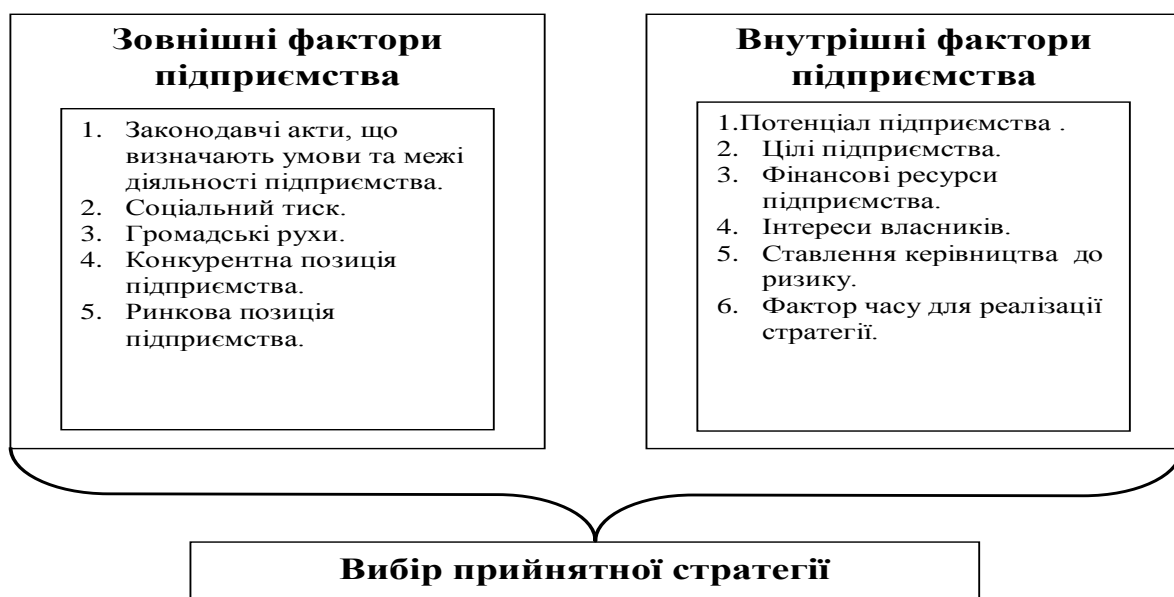 Зовнішні фактори
підприємства
1. Законодавчі акти, що
визначають умови та межі
діяльності підприємства.
2. Соціальний тиск.
3. Громадські рухи.
4. Конкурентна позиція
підприємства.
5. Ринкова позиція
підприємства.
Внутрішні фактори
підприємства
1.Потенціал підприємства .
2. Цілі підприємства.
3. Фінансові ресурси
підприємства.
4. Інтереси власників.
5. Ставлення керівництва до
ризику.
6. Фактор часу для реалізації
стратегії.
Вибір прийнятної стратегії